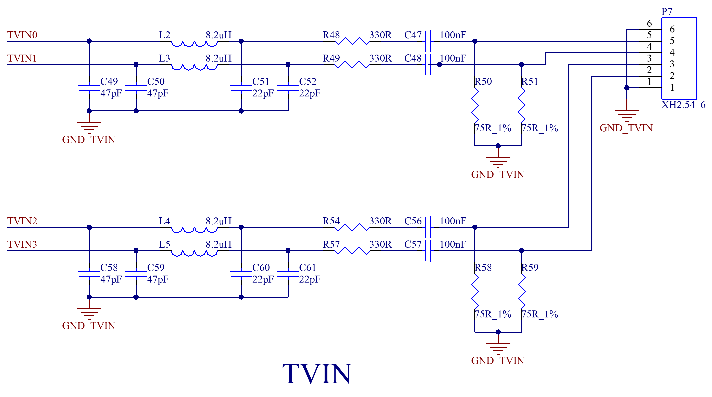 P7
TVIN0 L2 8.2uH R48 330R C47 100nF 6 6
5 5
TVIN1 L3 8.2uH R49 330R C48 100nF 4 4
3 3
2 2
1 1
C49 C50 C51 C52 R50 R51
47pF 47pF 22pF 22pF
XH2.54_6
75R_1% 75R_1%
GND_TVIN GND_TVIN
GND_TVIN
TVIN2 L4 8.2uH R54 330R C56 100nF
TVIN3 L5 8.2uH R57 330R C57 100nF
C58 C59 C60 C61 R58 R59
47pF 47pF 22pF 22pF
75R_1% 75R_1%
GND_TVIN
GND_TVIN
TVIN